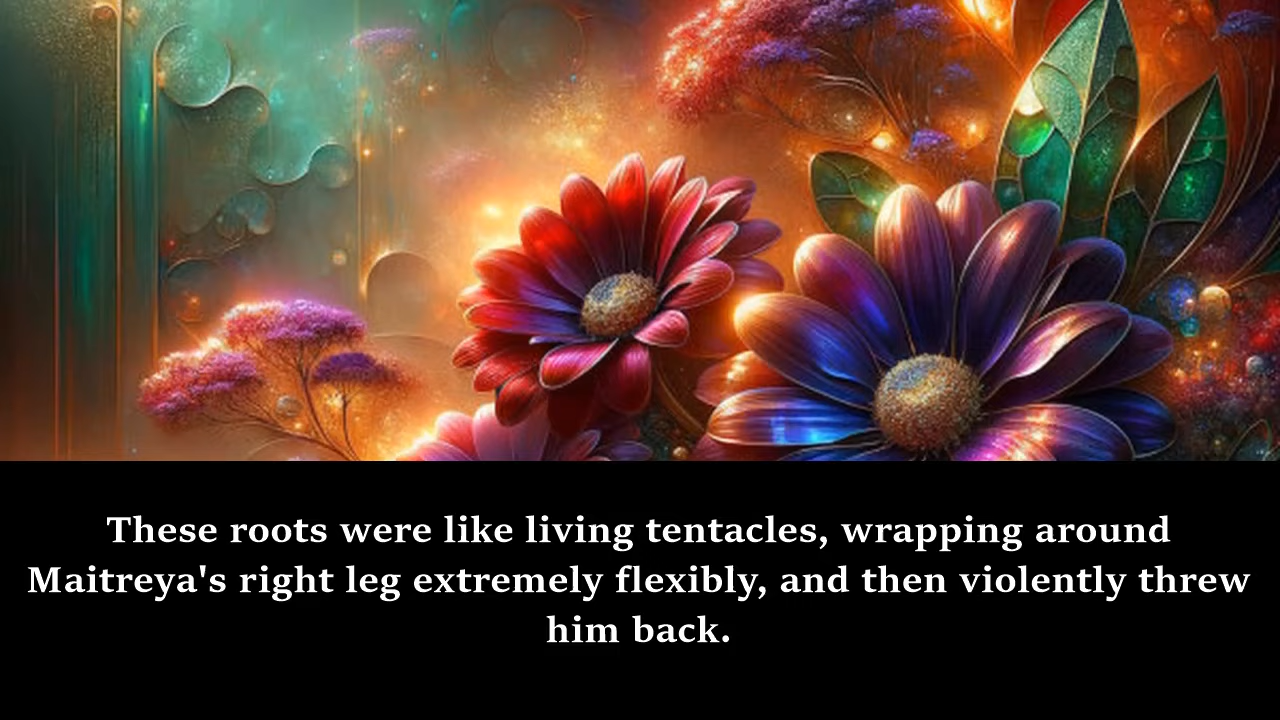 These roots were like living tentacles, wrapping around
Maitreya's right leg extremely flexibly, and then violently threw
him back.